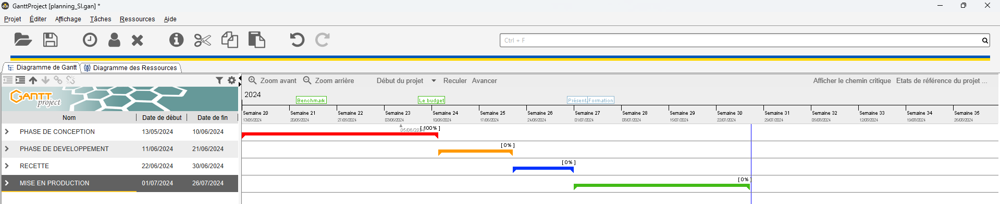 GanttProject [planning_SI.gan] *
Projet Éditer Affichage Tâches Ressources Aide
Ctrl + F
Diagramme de Gantt Diagramme des Ressources
Zoom avant Zoom arrière Début du projet Reculer Avancer Afficher le chemin critique Etats de référence du projet ...
GANTT project
2024
Benchmark Le budget Présent. Formation
Nom Date de début Date de fin
Semaine 20 Semaine 21 Semaine 22 Semaine 23 Semaine 24 Semaine 25 Semaine 26 Semaine 27 Semaine 28 Semaine 29 Semaine 30 Semaine 31 Semaine 32 Semaine 33 Semaine 34 Semaine 35
13/05/2024 20/05/2024 27/05/2024 03/06/2024 10/06/2024 17/06/2024 24/06/2024 01/07/2024 08/07/2024 15/07/2024 22/07/2024 29/07/2024 05/08/2024 12/08/2024 19/08/2024 26/08/2024
PHASE DE CONCEPTION 13/05/2024 10/06/2024 05/06/2024 [ 100% ]
PHASE DE DEVELOPPEMENT 11/06/2024 21/06/2024 [ 0% ]
RECETTE 22/06/2024 30/06/2024 [ 0% ]
MISE EN PRODUCTION 01/07/2024 26/07/2024 [ 0% ]